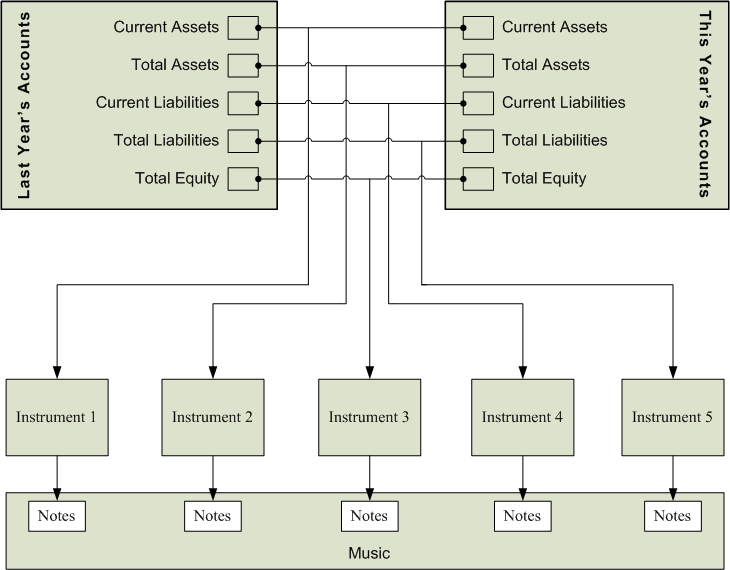 Last Year's Accounts
Current Assets
Total Assets
Current Liabilities
Total Liabilities
Total Equity
Current Assets
Total Assets
Current Liabilities
Total Liabilities
Total Equity
This Year's Accounts
Instrument 1
Instrument 2
Instrument 3
Instrument 4
Instrument 5
Notes
Notes
Notes
Notes
Notes
Music